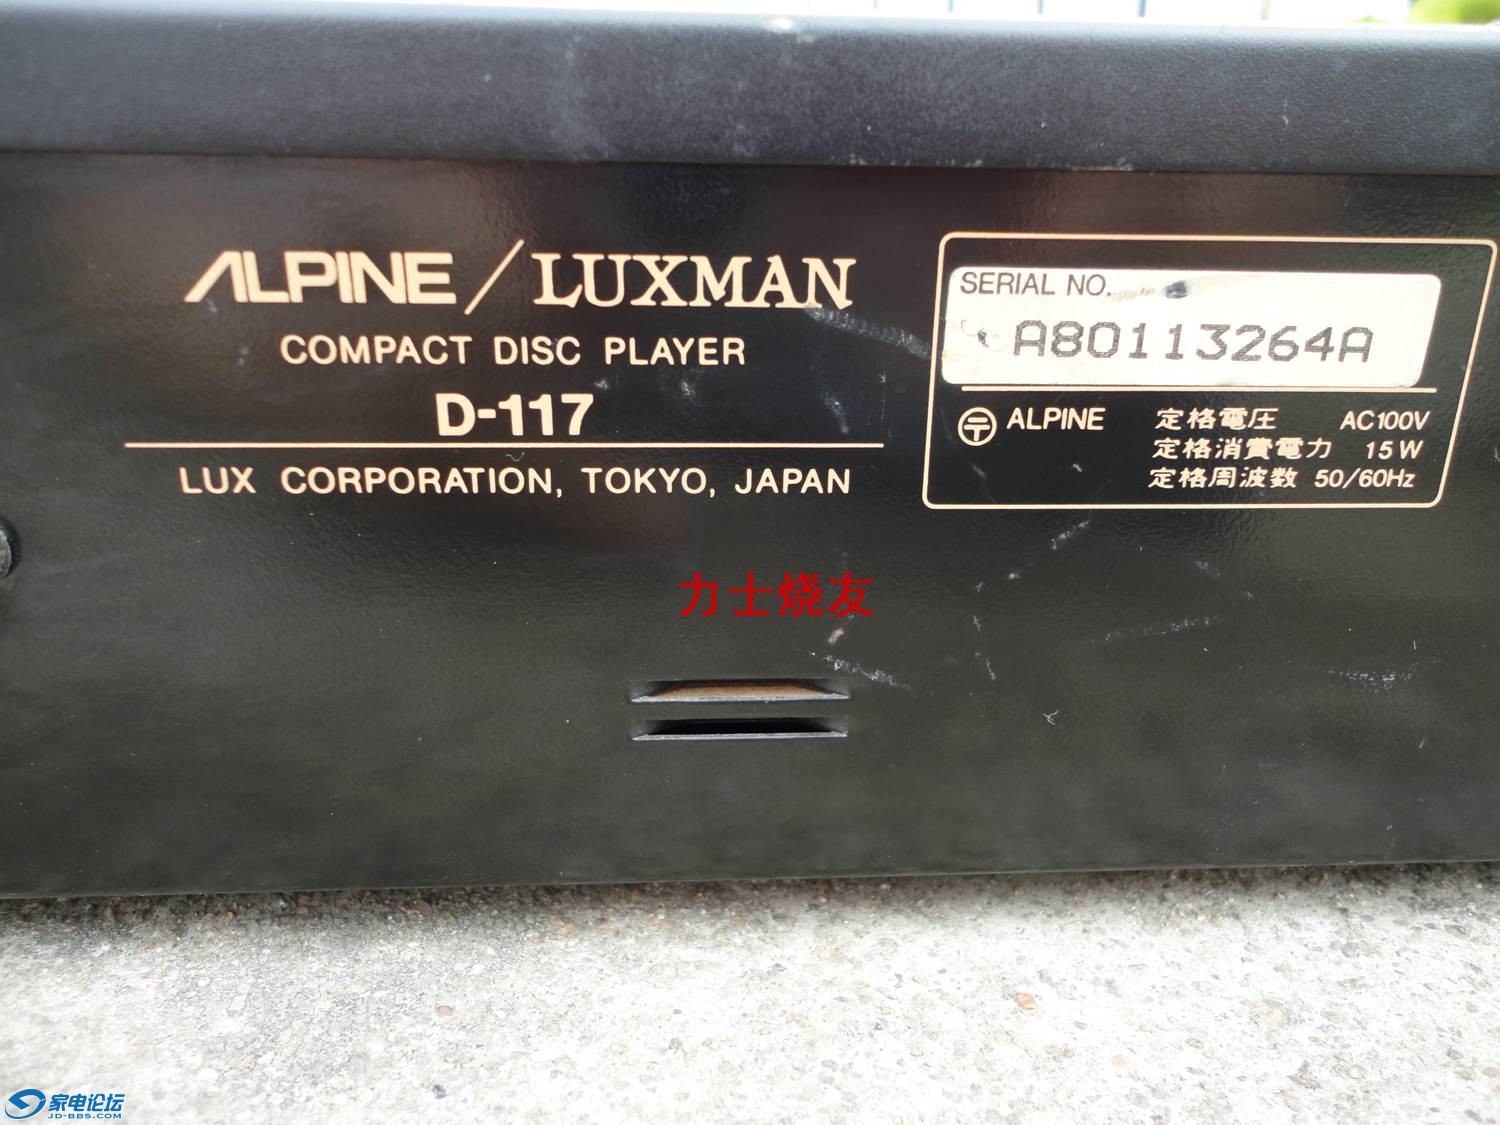 ALPINE/LUXMAN
COMPACT DISC PLAYER
D-117
LUX CORPORATION, TOKYO, JAPAN
SERIAL NO.
A80113264A
〒 ALPINE 定格電圧 AC100V
定格消費電力 15W
定格周波数 50/60Hz
力士烧友
家电论坛
JD-BBS.COM